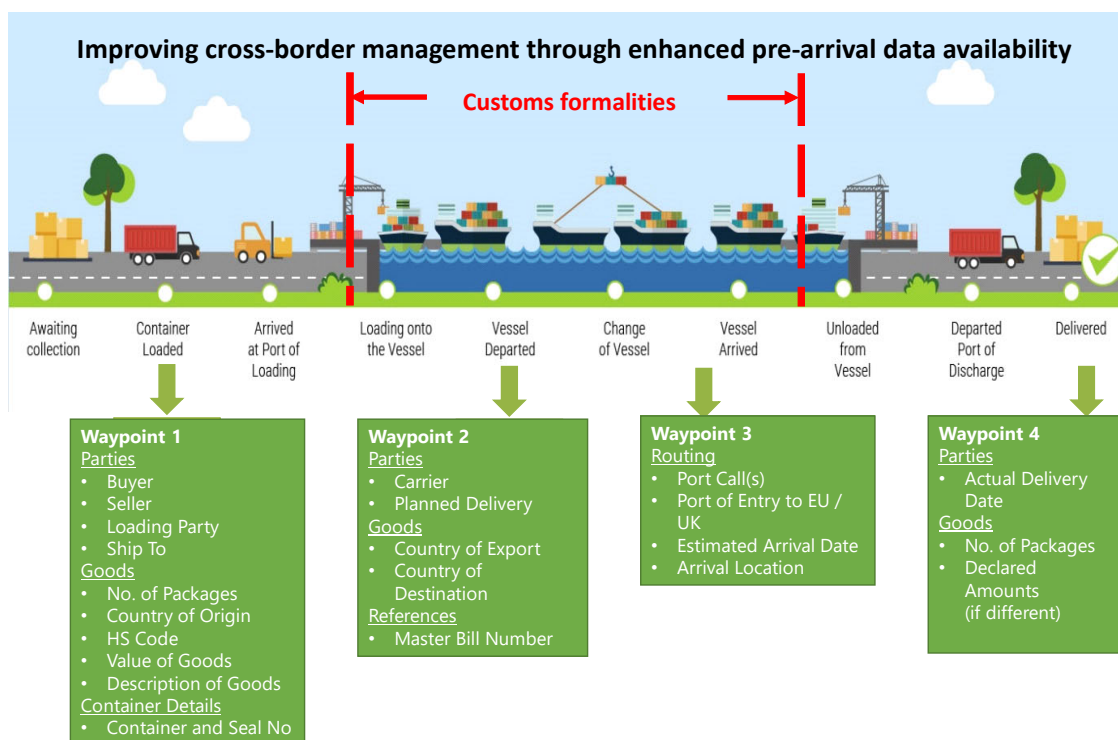 Improving cross-border management through enhanced pre-arrival data availability
Customs formalities
Awaiting
collection
Container
Loaded
Arrived
at Port of
Loading
Loading onto
the Vessel
Vessel
Departed
Change
of Vessel
Vessel
Arrived
Unloaded
from
Vessel
Departed
Port of
Discharge
Delivered
Waypoint 1
Parties
• Buyer
• Seller
• Loading Party
• Ship To
Goods
• No. of Packages
• Country of Origin
• HS Code
• Value of Goods
• Description of Goods
Container Details
• Container and Seal No
Waypoint 2
Parties
• Carrier
• Planned Delivery
Goods
• Country of Export
• Country of
Destination
References
• Master Bill Number
Waypoint 3
Routing
• Port Call(s)
• Port of Entry to EU /
UK
• Estimated Arrival Date
• Arrival Location
Waypoint 4
Parties
• Actual Delivery
Date
Goods
• No. of Packages
• Declared
Amounts
(if different)